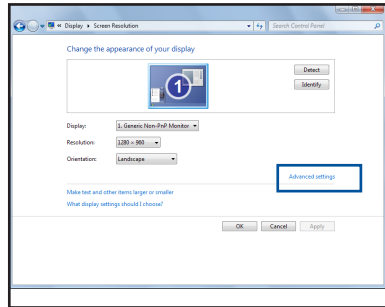 « Display ▸ Screen Resolution
Search Control Panel
Change the appearance of your display
1
Detect
Identify
Display: 1. Generic Non-PnP Monitor
Resolution: 1280 × 960
Orientation: Landscape
Advanced settings
Make text and other items larger or smaller
What display settings should I choose?
OK Cancel Apply